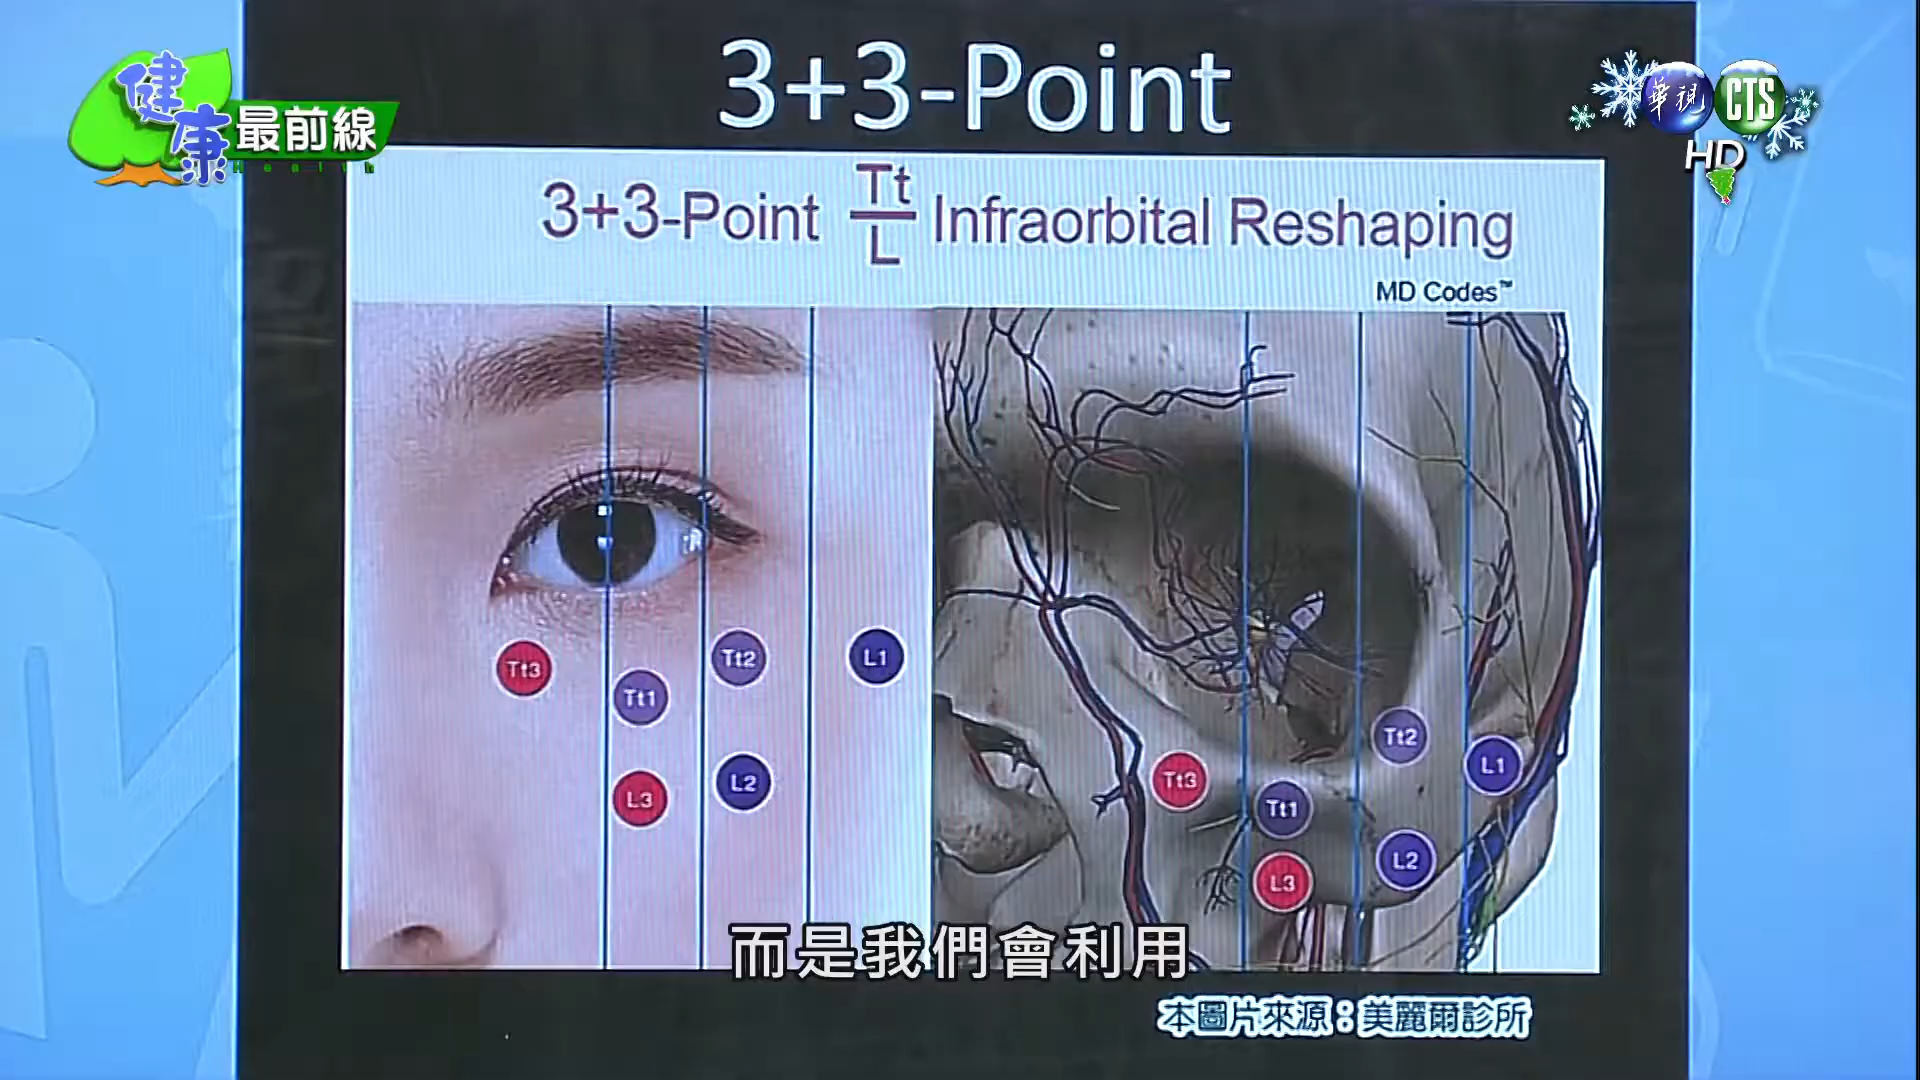 健康最前線
Health
華視 CTS
HD
3+3-Point
3+3-Point Tt/L Infraorbital Reshaping
MD Codes™
Tt3
Tt1
Tt2
L1
L3
L2
Tt3
Tt1
Tt2
L1
L3
L2
而是我們會利用
本圖片來源：美麗爾診所